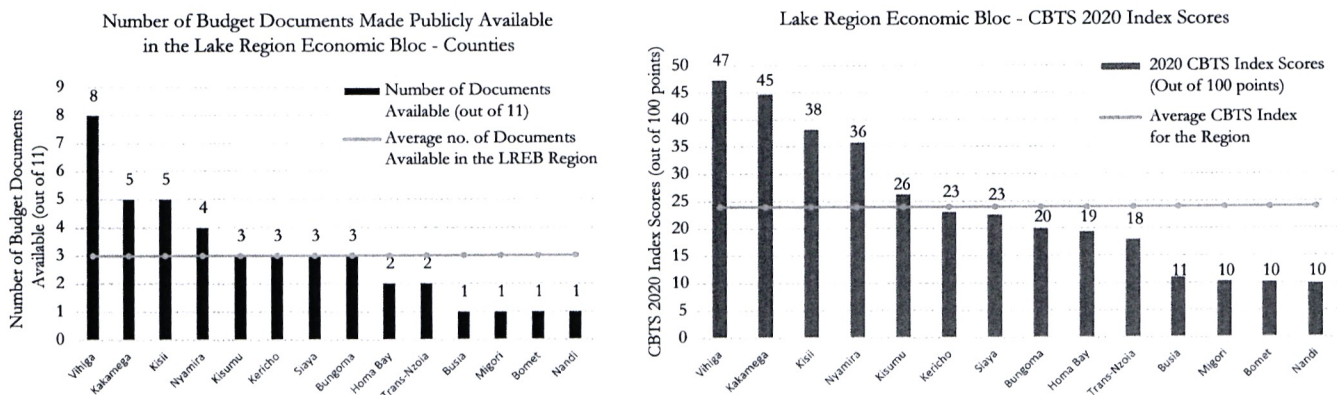 Number of Budget Documents Made Publicly Available
in the Lake Region Economic Bloc - Counties
Number of Budget Documents
Available (out of 11)
9
8
7
6
5
4
3
2
1
0
8
5
5
4
3
3
3
3
2
2
1
1
1
1
Number of Documents
Available (out of 11)
Average no. of Documents
Available in the LREB Region
Vihiga
Kakamega
Kisii
Nyamira
Kisumu
Kericho
Siaya
Bungoma
Homa Bay
Trans-Nzoia
Busia
Migori
Bomet
Nandi
Lake Region Economic Bloc - CBTS 2020 Index Scores
CBTS 2020 Index Scores (out of 100 points)
50
45
40
35
30
25
20
15
10
5
0
47
45
38
36
26
23
23
20
19
18
11
10
10
10
2020 CBTS Index Scores
(Out of 100 points)
Average CBTS Index
for the Region
Vihiga
Kakamega
Kisii
Nyamira
Kisumu
Kericho
Siaya
Bungoma
Homa Bay
Trans-Nzoia
Busia
Migori
Bomet
Nandi